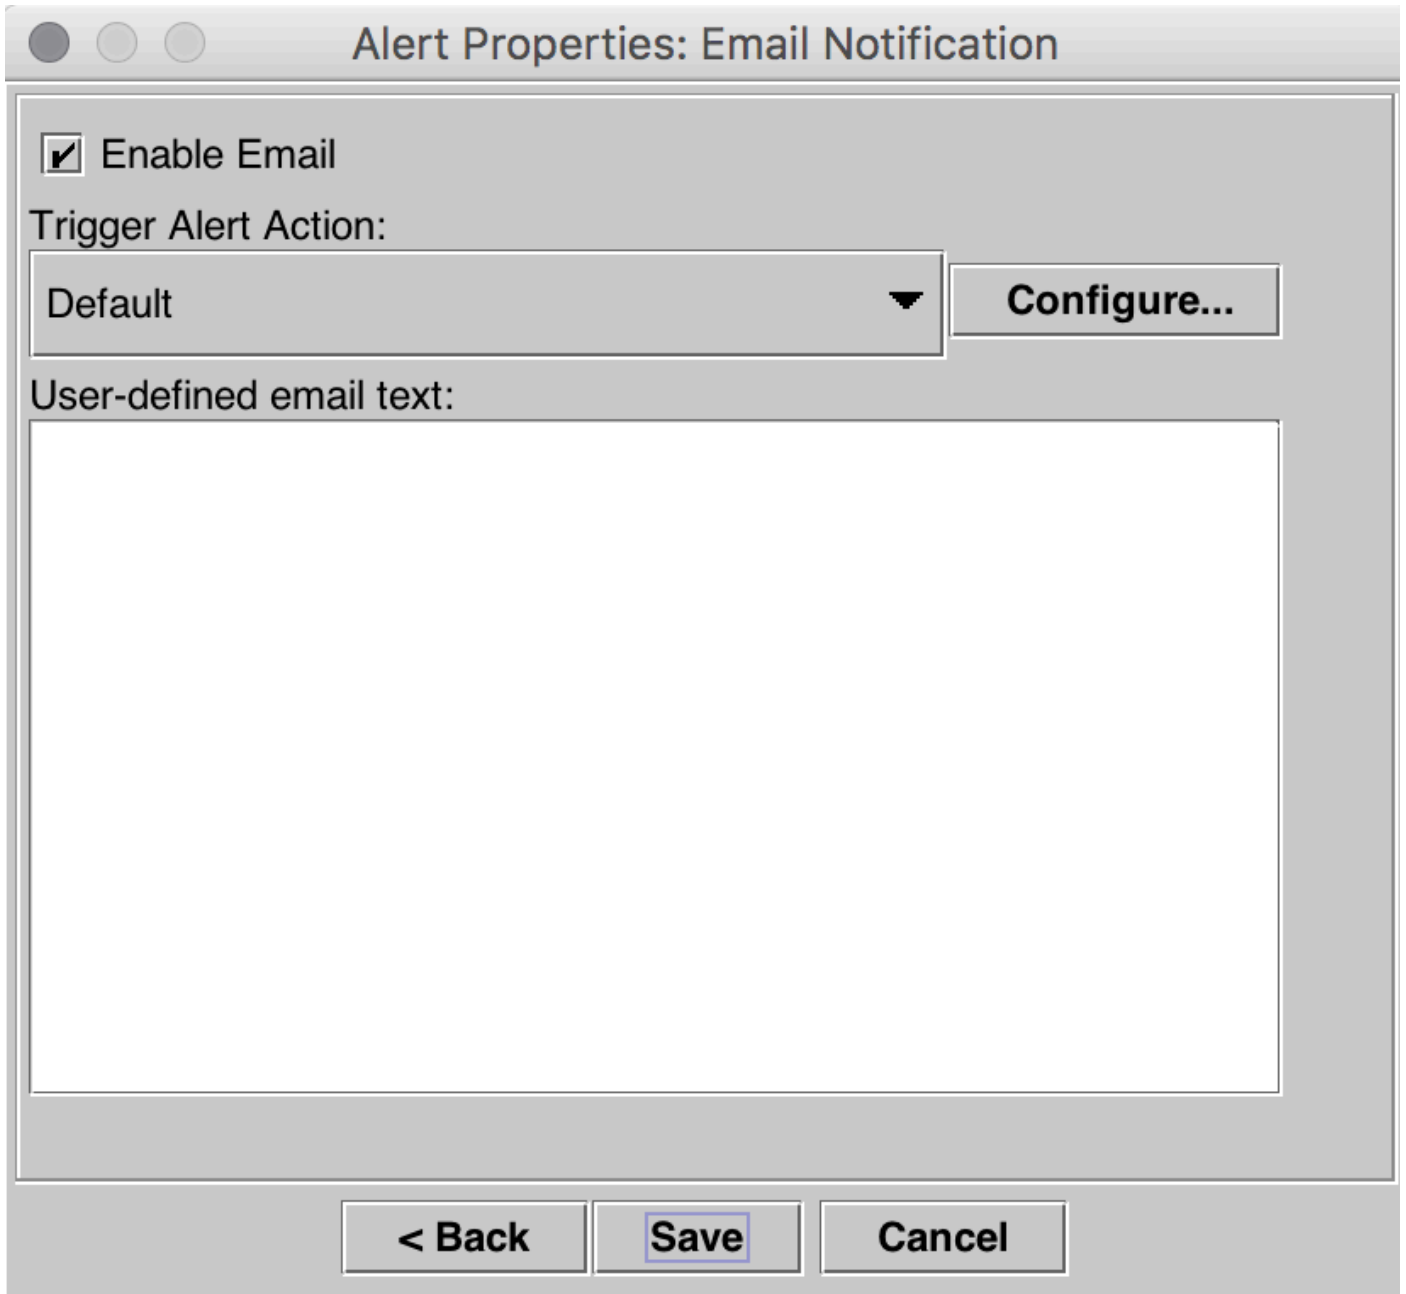 Alert Properties: Email Notification
Enable Email
Trigger Alert Action:
Default
Configure...
User-defined email text:
< Back
Save
Cancel